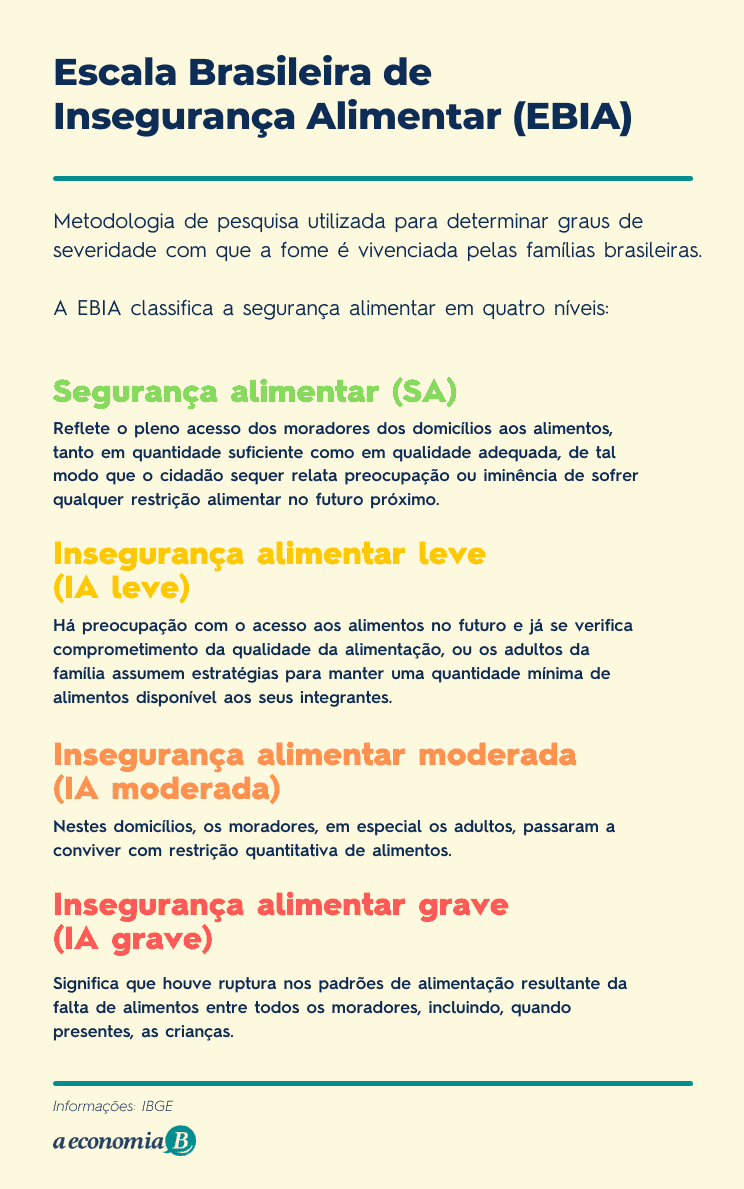 Escala Brasileira de
Insegurança Alimentar (EBIA)
Metodologia de pesquisa utilizada para determinar graus de
severidade com que a fome é vivenciada pelas famílias brasileiras.
A EBIA classifica a segurança alimentar em quatro níveis:
Segurança alimentar (SA)
Reflete o pleno acesso dos moradores dos domicílios aos alimentos,
tanto em quantidade suficiente como em qualidade adequada, de tal
modo que o cidadão sequer relata preocupação ou iminência de sofrer
qualquer restrição alimentar no futuro próximo.
Insegurança alimentar leve
(IA leve)
Há preocupação com o acesso aos alimentos no futuro e já se verifica
comprometimento da qualidade da alimentação, ou os adultos da
família assumem estratégias para manter uma quantidade mínima de
alimentos disponível aos seus integrantes.
Insegurança alimentar moderada
(IA moderada)
Nestes domicílios, os moradores, em especial os adultos, passaram a
conviver com restrição quantitativa de alimentos.
Insegurança alimentar grave
(IA grave)
Significa que houve ruptura nos padrões de alimentação resultante da
falta de alimentos entre todos os moradores, incluindo, quando
presentes, as crianças.
Informações: IBGE
a economia B